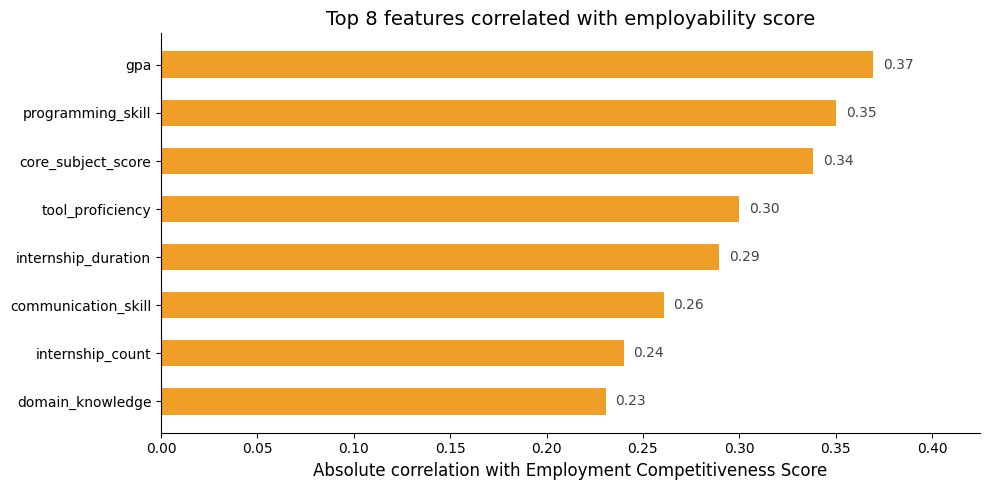 Top 8 features correlated with employability score
gpa
0.37
programming_skill
0.35
core_subject_score
0.34
tool_proficiency
0.30
internship_duration
0.29
communication_skill
0.26
internship_count
0.24
domain_knowledge
0.23
0.00 0.05 0.10 0.15 0.20 0.25 0.30 0.35 0.40
Absolute correlation with Employment Competitiveness Score